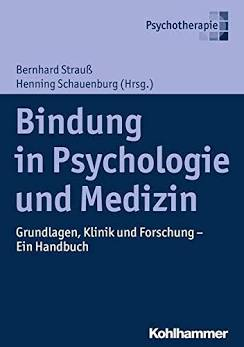 Psychotherapie
Bernhard Strauß
Henning Schauenburg (Hrsg.)
Bindung
in Psychologie
und Medizin
Grundlagen, Klinik und Forschung –
Ein Handbuch
Kohlhammer